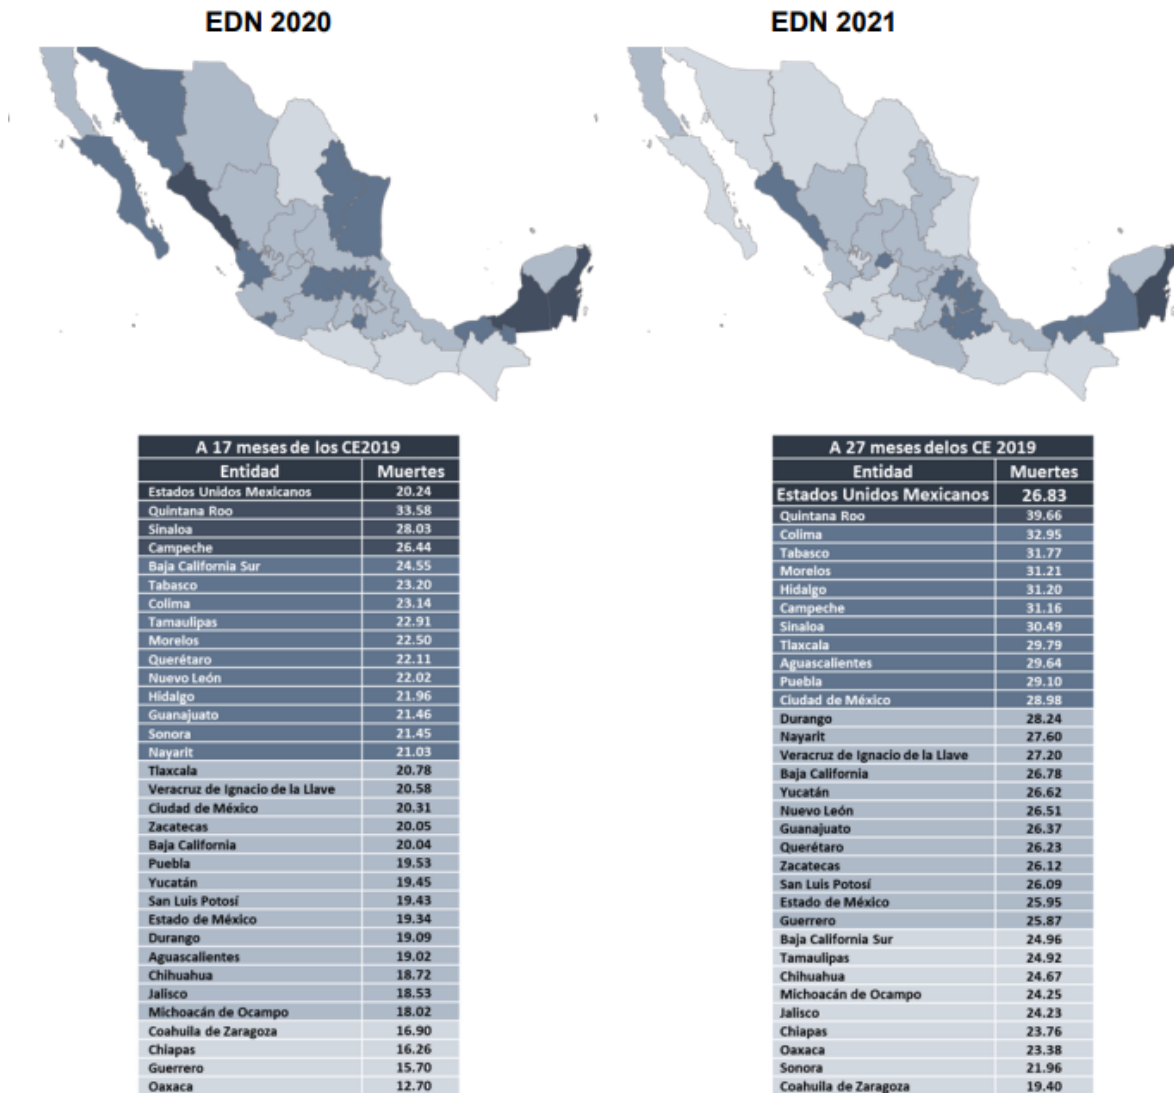 EDN 2020
EDN 2021
A 17 meses de los CE2019
Entidad Muertes
Estados Unidos Mexicanos 20.24
Quintana Roo 33.58
Sinaloa 28.03
Campeche 26.44
Baja California Sur 24.55
Tabasco 23.20
Colima 23.14
Tamaulipas 22.91
Morelos 22.50
Querétaro 22.11
Nuevo León 22.02
Hidalgo 21.96
Guanajuato 21.46
Sonora 21.45
Nayarit 21.03
Tlaxcala 20.78
Veracruz de Ignacio de la Llave 20.58
Ciudad de México 20.31
Zacatecas 20.05
Baja California 20.04
Puebla 19.53
Yucatán 19.45
San Luis Potosí 19.43
Estado de México 19.34
Durango 19.09
Aguascalientes 19.02
Chihuahua 18.72
Jalisco 18.53
Michoacán de Ocampo 18.02
Coahuila de Zaragoza 16.90
Chiapas 16.26
Guerrero 15.70
Oaxaca 12.70
A 27 meses delos CE 2019
Entidad Muertes
Estados Unidos Mexicanos 26.83
Quintana Roo 39.66
Colima 32.95
Tabasco 31.77
Morelos 31.21
Hidalgo 31.20
Campeche 31.16
Sinaloa 30.49
Tlaxcala 29.79
Aguascalientes 29.64
Puebla 29.10
Ciudad de México 28.98
Durango 28.24
Nayarit 27.60
Veracruz de Ignacio de la Llave 27.20
Baja California 26.78
Yucatán 26.62
Nuevo León 26.51
Guanajuato 26.37
Querétaro 26.23
Zacatecas 26.12
San Luis Potosí 26.09
Estado de México 25.95
Guerrero 25.87
Baja California Sur 24.96
Tamaulipas 24.92
Chihuahua 24.67
Michoacán de Ocampo 24.25
Jalisco 24.23
Chiapas 23.76
Oaxaca 23.38
Sonora 21.96
Coahuila de Zaragoza 19.40